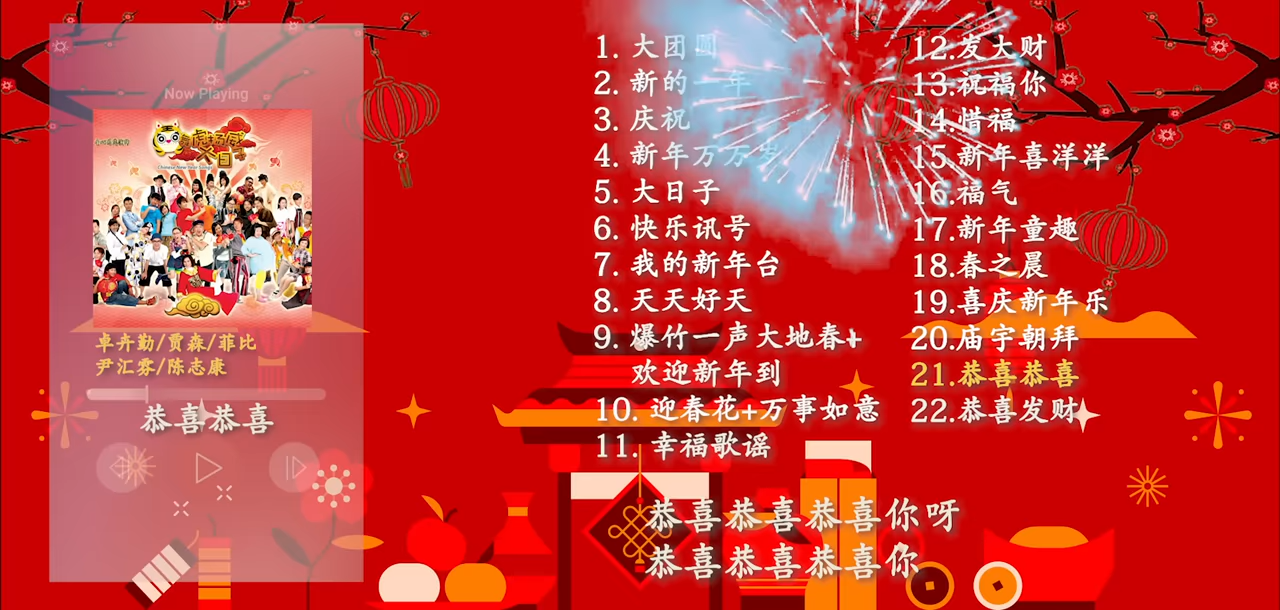 Now Playing
卓卉勤/贾森/菲比
尹汇雰/陈志康
恭喜恭喜
1. 大团圆
2. 新的一年
3. 庆祝
4. 新年万万岁
5. 大日子
6. 快乐讯号
7. 我的新年台
8. 天天好天
9. 爆竹一声大地春+
欢迎新年到
10. 迎春花+万事如意
11. 幸福歌谣
12.发大财
13.祝福你
14.惜福
15.新年喜洋洋
16.福气
17.新年童趣
18.春之晨
19.喜庆新年乐
20.庙宇朝拜
21.恭喜恭喜
22.恭喜发财
恭喜恭喜恭喜你呀
恭喜恭喜恭喜你